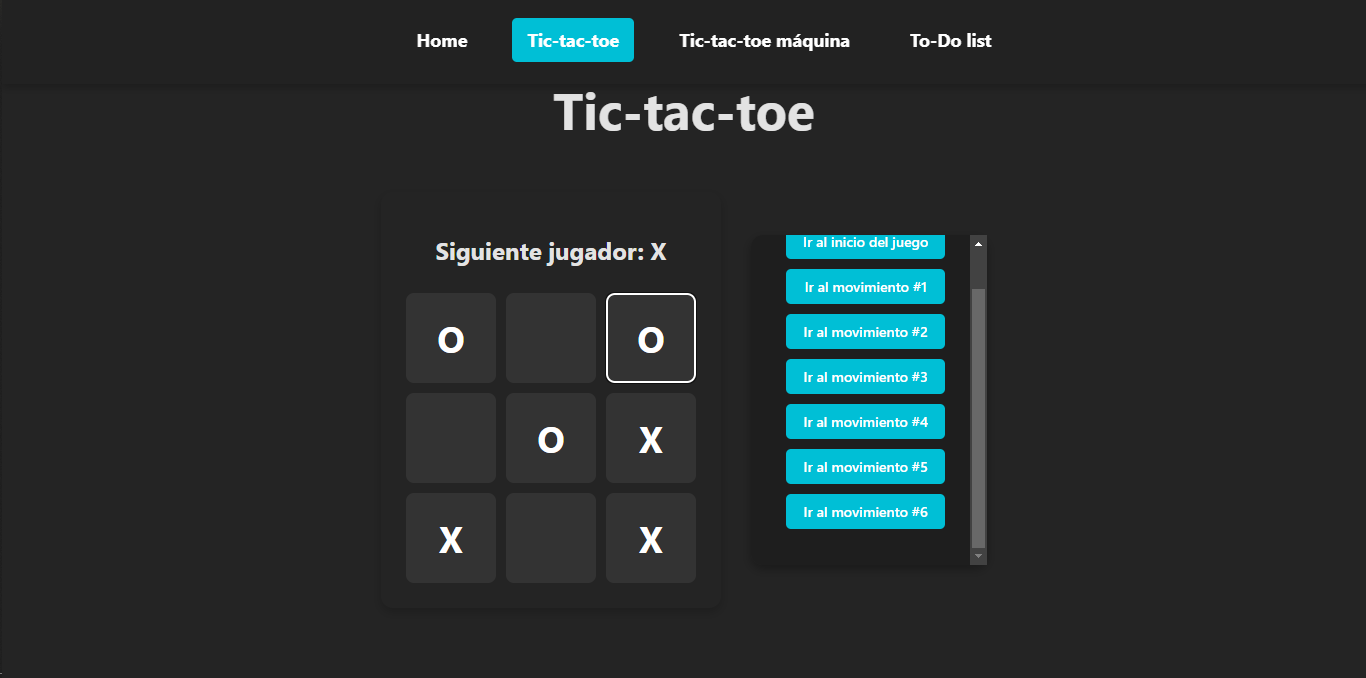 Home Tic-tac-toe Tic-tac-toe máquina To-Do list
Tic-tac-toe
Siguiente jugador: X
O O
O X
X X
Ir al inicio del juego
Ir al movimiento #1
Ir al movimiento #2
Ir al movimiento #3
Ir al movimiento #4
Ir al movimiento #5
Ir al movimiento #6